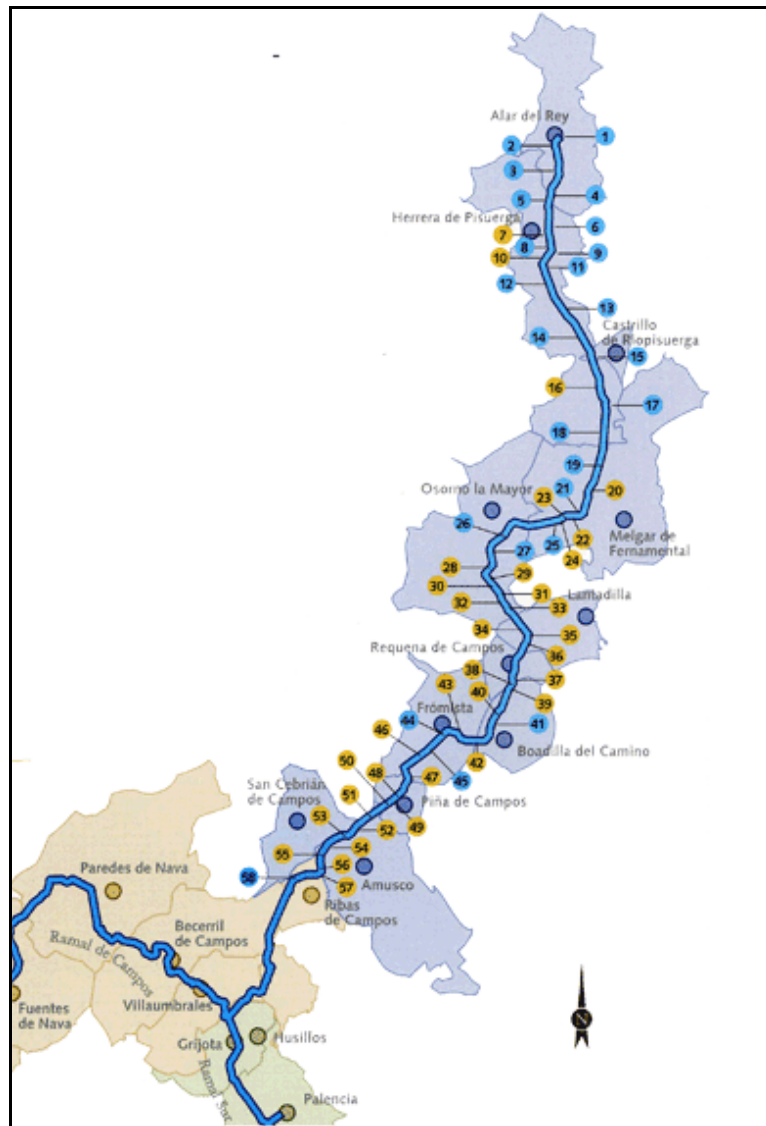 Alar del Rey
1
2
3
4
5
6
Herrera de Pisuerga
7
8
9
10
11
12
13
14
Castrillo
de Riopisuerga
15
16
17
18
19
20
21
22
23
24
25
Osorno la Mayor
26
27
Melgar de
Fernamental
28
29
30
31
32
33
Lantadilla
34
35
36
Requena de Campos
37
38
39
40
41
42
43
44
Frómista
Boadilla del Camino
45
46
47
48
49
50
51
Piña de Campos
San Cebrián
de Campos
52
53
54
55
56
57
58
Amusco
Ribas
de Campos
Paredes de Nava
Becerril
de Campos
Ramal de Campos
Villaumbrales
Fuentes
de Nava
Grijota
Husillos
Ramal Sur
Palencia
N